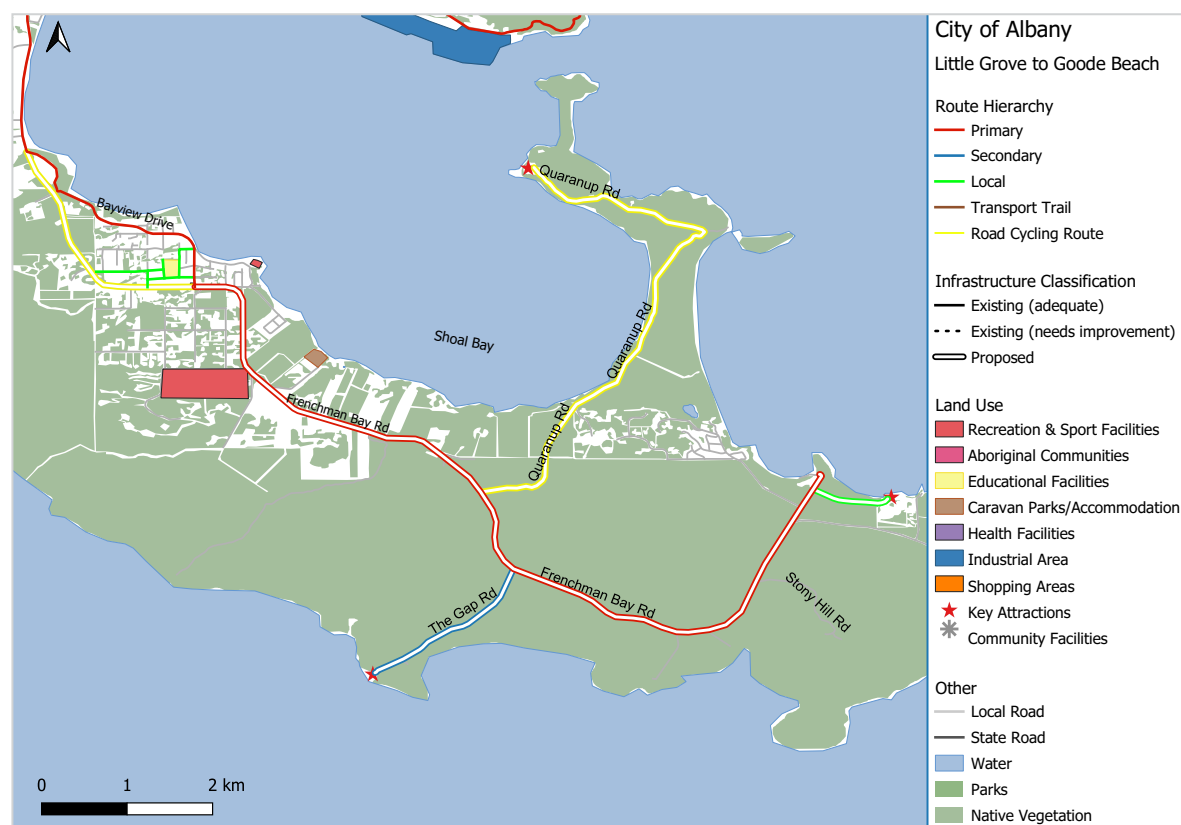 City of Albany
Little Grove to Goode Beach
Route Hierarchy
Primary
Secondary
Local
Transport Trail
Road Cycling Route
Infrastructure Classification
Existing (adequate)
Existing (needs improvement)
Proposed
Land Use
Recreation & Sport Facilities
Aboriginal Communities
Educational Facilities
Caravan Parks/Accommodation
Health Facilities
Industrial Area
Shopping Areas
Key Attractions
Community Facilities
Other
Local Road
State Road
Water
Parks
Native Vegetation
Quaranup Rd
Bayview Drive
Quaranup Rd
Shoal Bay
Frenchman Bay Rd
Quaranup Rd
The Gap Rd
Frenchman Bay Rd
Stony Hill Rd
0 1 2 km